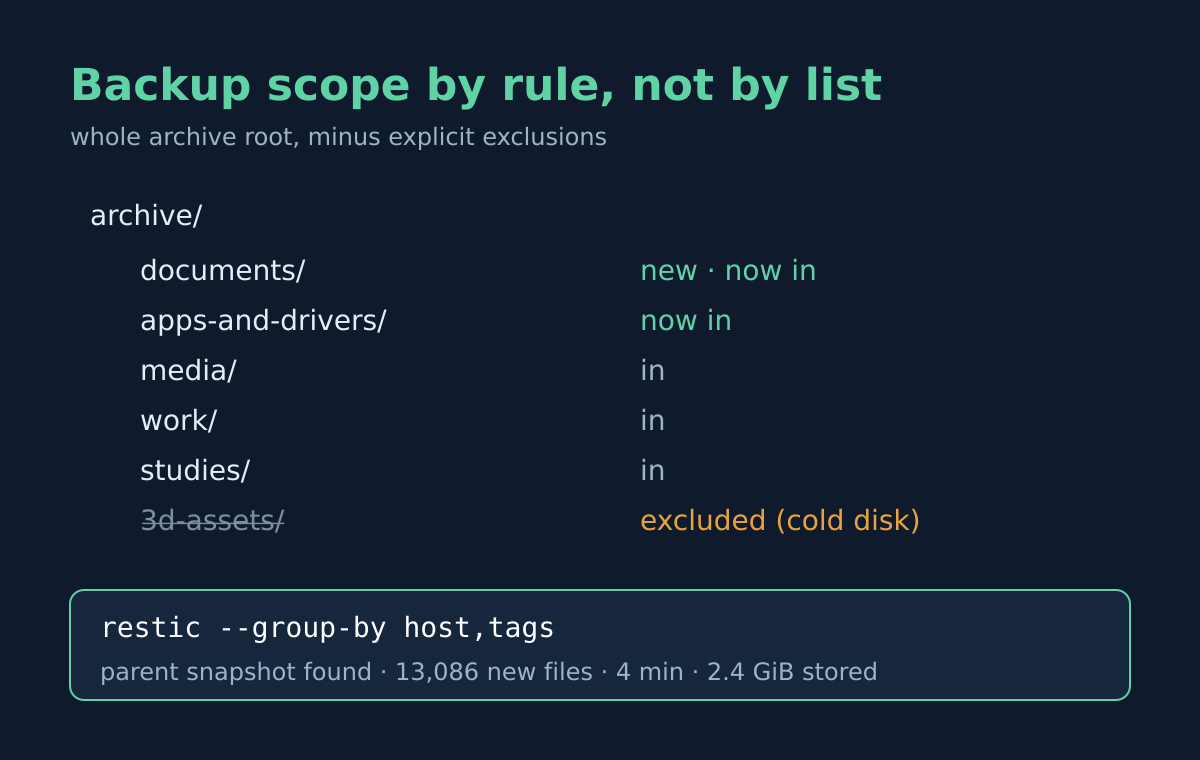 Backup scope by rule, not by list
whole archive root, minus explicit exclusions
archive/
documents/ new · now in
apps-and-drivers/ now in
media/ in
work/ in
studies/ in
3d-assets/ excluded (cold disk)
restic --group-by host,tags
parent snapshot found · 13,086 new files · 4 min · 2.4 GiB stored